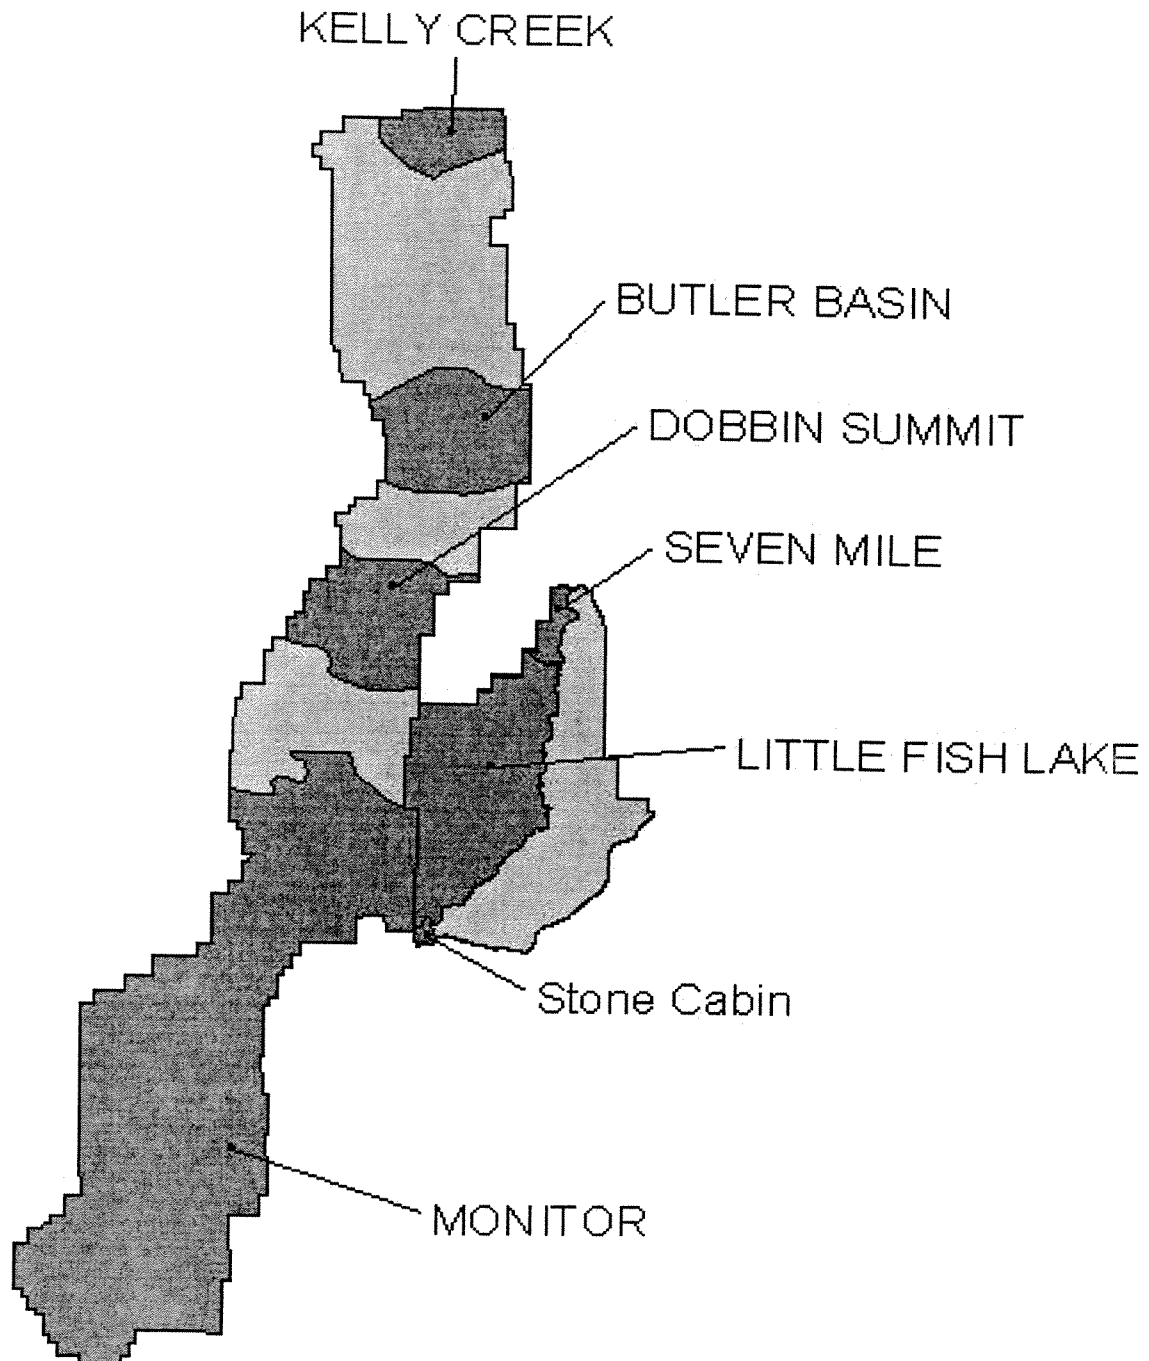 KELLY CREEK
BUTLER BASIN
DOBBIN SUMMIT
SEVEN MILE
LITTLE FISH LAKE
Stone Cabin
MONITOR